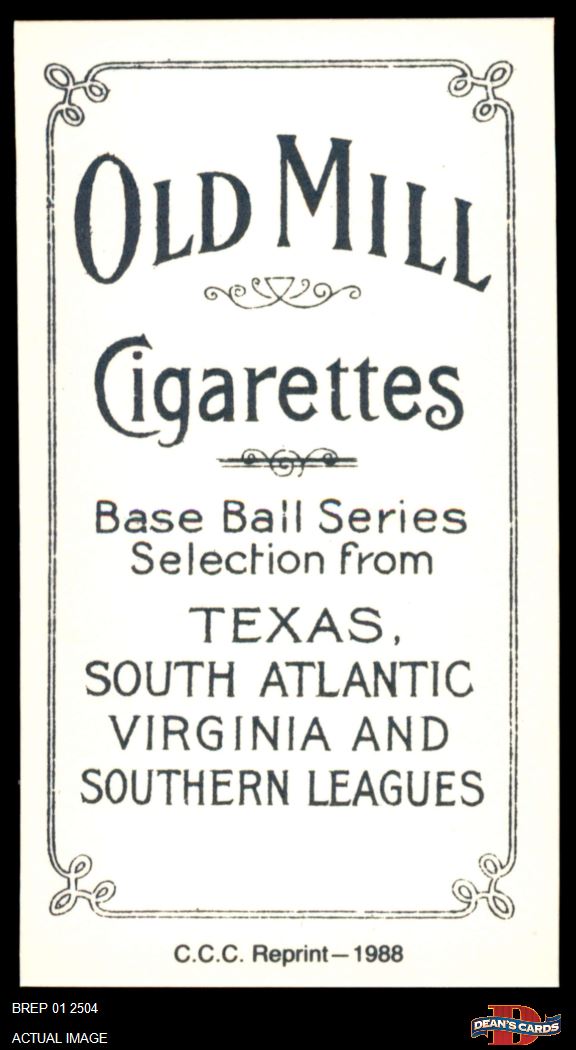 OLD MILL
Cigarettes
Base Ball Series
Selection from
TEXAS,
SOUTH ATLANTIC
VIRGINIA AND
SOUTHERN LEAGUES
C.C.C. Reprint—1988
BREP 01 2504
ACTUAL IMAGE
D
DEAN'S CARDS